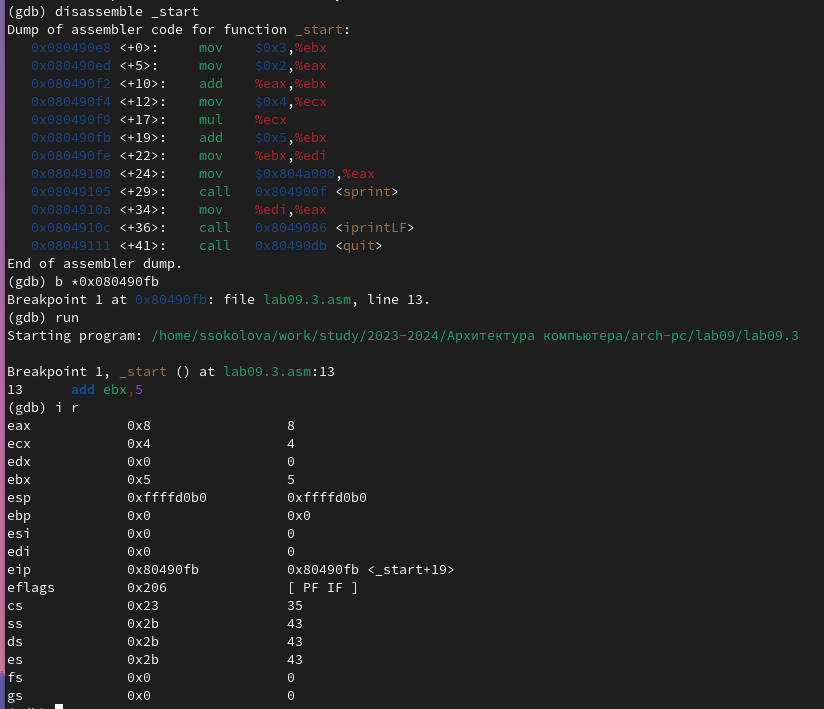 (gdb) disassemble _start
Dump of assembler code for function _start:
   0x080490e8 <+0>:     mov    $0x3,%ebx
   0x080490ed <+5>:     mov    $0x2,%eax
   0x080490f2 <+10>:    add    %eax,%ebx
   0x080490f4 <+12>:    mov    $0x4,%ecx
   0x080490f9 <+17>:    mul    %ecx
   0x080490fb <+19>:    add    $0x5,%ebx
   0x080490fe <+22>:    mov    %ebx,%edi
   0x08049100 <+24>:    mov    $0x804a000,%eax
   0x08049105 <+29>:    call   0x804900f <sprint>
   0x0804910a <+34>:    mov    %edi,%eax
   0x0804910c <+36>:    call   0x8049086 <iprintLF>
   0x08049111 <+41>:    call   0x80490db <quit>
End of assembler dump.
(gdb) b *0x080490fb
Breakpoint 1 at 0x80490fb: file lab09.3.asm, line 13.
(gdb) run
Starting program: /home/ssokolova/work/study/2023-2024/Архитектура компьютера/arch-pc/lab09/lab09.3
Breakpoint 1, _start () at lab09.3.asm:13
13      add ebx,5
(gdb) i r
eax            0x8                 8
ecx            0x4                 4
edx            0x0                 0
ebx            0x5                 5
esp            0xffffd0b0          0xffffd0b0
ebp            0x0                 0x0
esi            0x0                 0
edi            0x0                 0
eip            0x80490fb           0x80490fb <_start+19>
eflags         0x206               [ PF IF ]
cs             0x23                35
ss             0x2b                43
ds             0x2b                43
es             0x2b                43
fs             0x0                 0
gs             0x0                 0